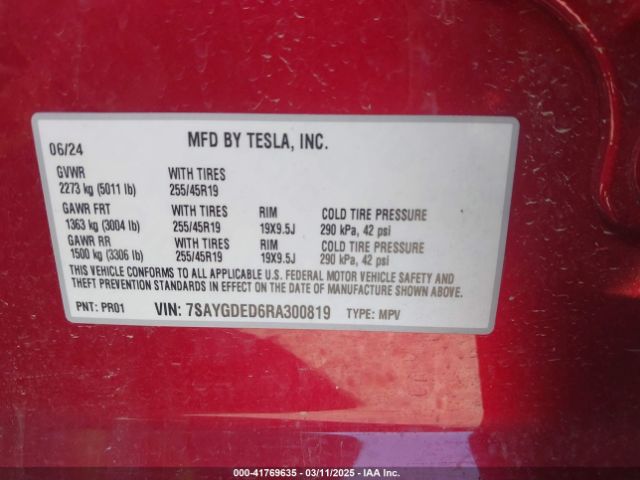 06/24 MFD BY TESLA, INC.
GVWR WITH TIRES
2273 kg (5011 lb) 255/45R19
GAWR FRT WITH TIRES RIM COLD TIRE PRESSURE
1363 kg (3004 lb) 255/45R19 19X9.5J 290 kPa, 42 psi
GAWR RR WITH TIRES RIM COLD TIRE PRESSURE
1500 kg (3306 lb) 255/45R19 19X9.5J 290 kPa, 42 psi
THIS VEHICLE CONFORMS TO ALL APPLICABLE U.S. FEDERAL MOTOR VEHICLE SAFETY AND
THEFT PREVENTION STANDARDS IN EFFECT ON THE DATE OF MANUFACTURE SHOWN ABOVE.
PNT: PR01 VIN: 7SAYGDED6RA300819 TYPE: MPV
00-41769635 - 03/11/2025 - IAA Inc.